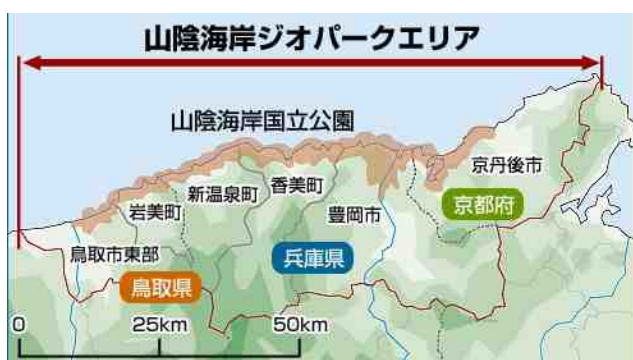 山陰海岸ジオパークエリア
山陰海岸国立公園
京丹後市
香美町
新温泉町
岩美町
豊岡市
京都府
鳥取市東部
兵庫県
鳥取県
0 25km 50km